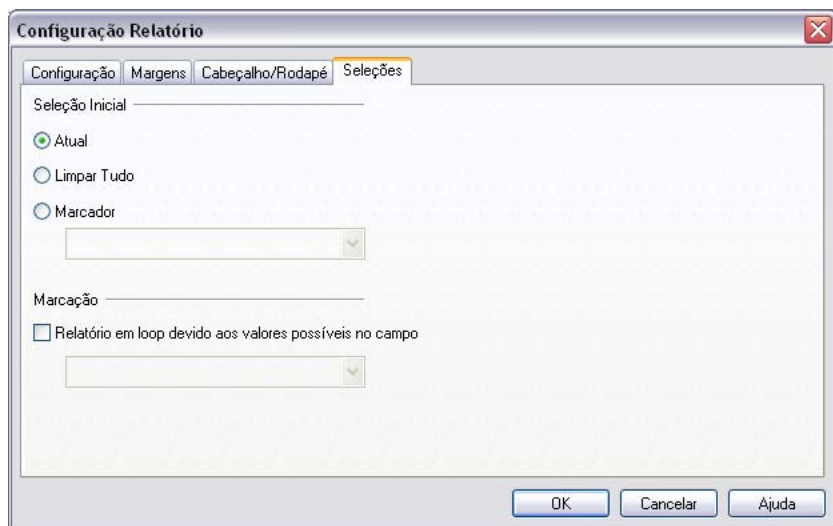 Configuração Relatório
Configuração Margens Cabeçalho/Rodapé Seleções
Seleção Inicial
Atual
Limpar Tudo
Marcador
Marcação
Relatório em loop devido aos valores possíveis no campo
OK Cancelar Ajuda